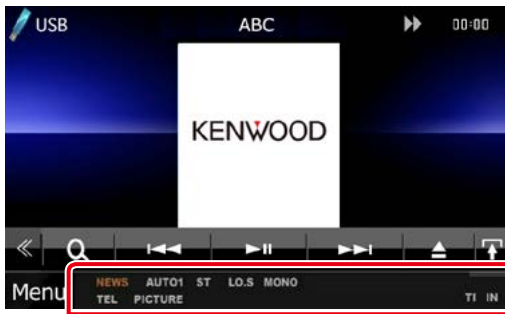 USB ABC 00:00
KENWOOD
Menu NEWS AUTO1 ST LO.S MONO
TEL PICTURE TI IN